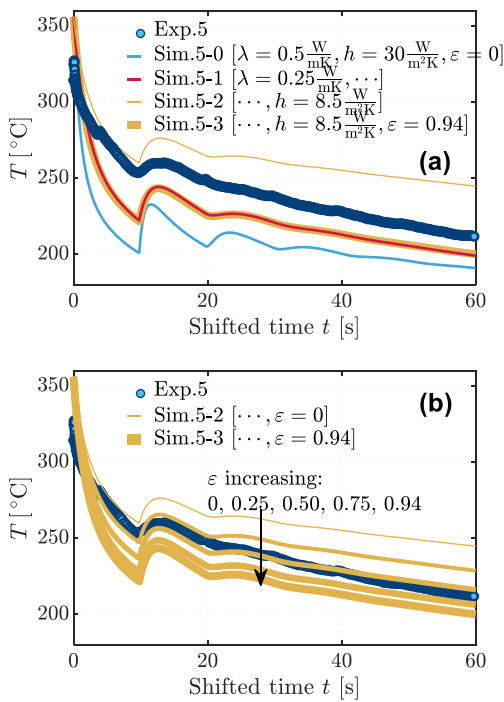 (a)
Exp.5
Sim.5-0 [λ = 0.5 W/mK, h = 30 W/m²K, ε = 0]
Sim.5-1 [λ = 0.25 W/mK, ⋯]
Sim.5-2 [⋯, h = 8.5 W/m²K]
Sim.5-3 [⋯, h = 8.5 W/m²K, ε = 0.94]
T [°C]
350
300
250
200
0 20 40 60
Shifted time t [s]
(b)
Exp.5
Sim.5-2 [⋯, ε = 0]
Sim.5-3 [⋯, ε = 0.94]
ε increasing:
0, 0.25, 0.50, 0.75, 0.94
T [°C]
350
300
250
200
0 20 40 60
Shifted time t [s]